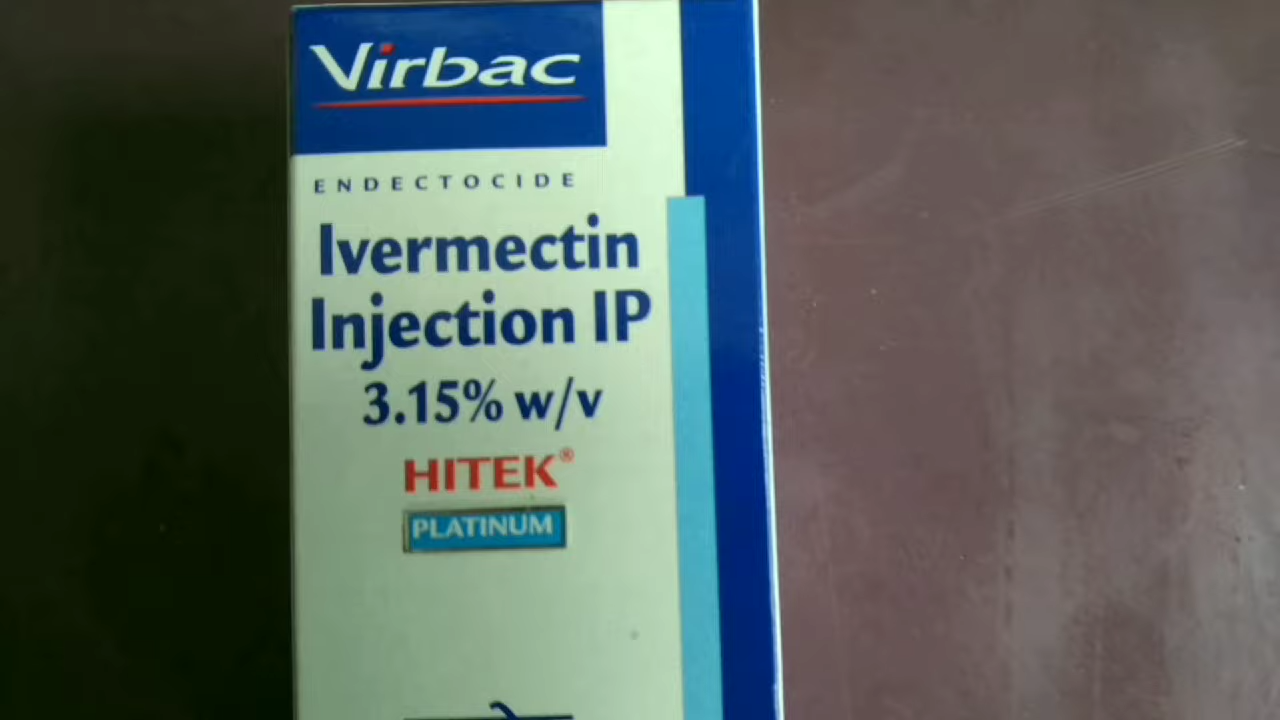 Virbac
ENDECTOCIDE
Ivermectin
Injection IP
3.15% w/v
HITEK®
PLATINUM